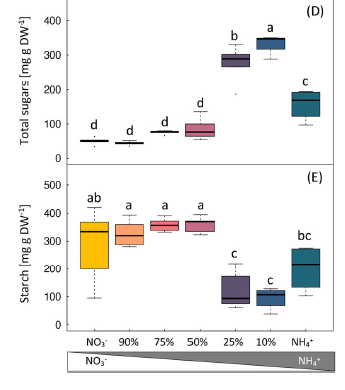 (D)
Total sugars [mg g DW⁻¹]
400
300
200
100
0
d d d d b a c
(E)
Starch [mg g DW⁻¹]
500
400
300
200
100
0
ab a a a c c bc
NO₃⁻ 90% 75% 50% 25% 10% NH₄⁺
NO₃⁻ NH₄⁺